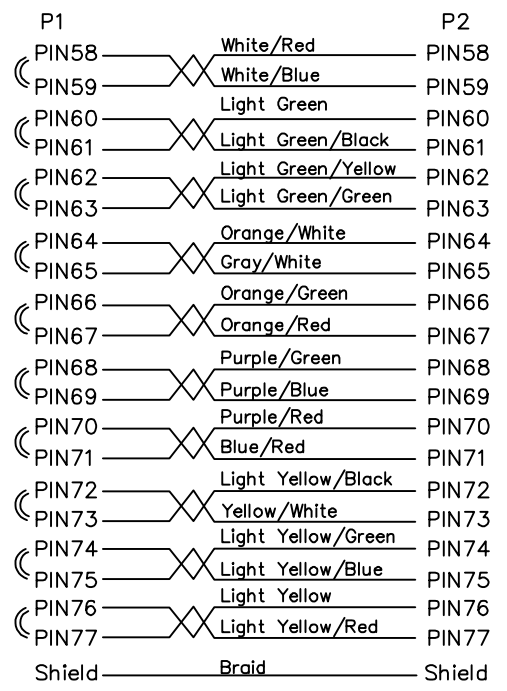 P1 P2
PIN58 White/Red PIN58
PIN59 White/Blue PIN59
PIN60 Light Green PIN60
PIN61 Light Green/Black PIN61
PIN62 Light Green/Yellow PIN62
PIN63 Light Green/Green PIN63
PIN64 Orange/White PIN64
PIN65 Gray/White PIN65
PIN66 Orange/Green PIN66
PIN67 Orange/Red PIN67
PIN68 Purple/Green PIN68
PIN69 Purple/Blue PIN69
PIN70 Purple/Red PIN70
PIN71 Blue/Red PIN71
PIN72 Light Yellow/Black PIN72
PIN73 Yellow/White PIN73
PIN74 Light Yellow/Green PIN74
PIN75 Light Yellow/Blue PIN75
PIN76 Light Yellow PIN76
PIN77 Light Yellow/Red PIN77
Shield Braid Shield